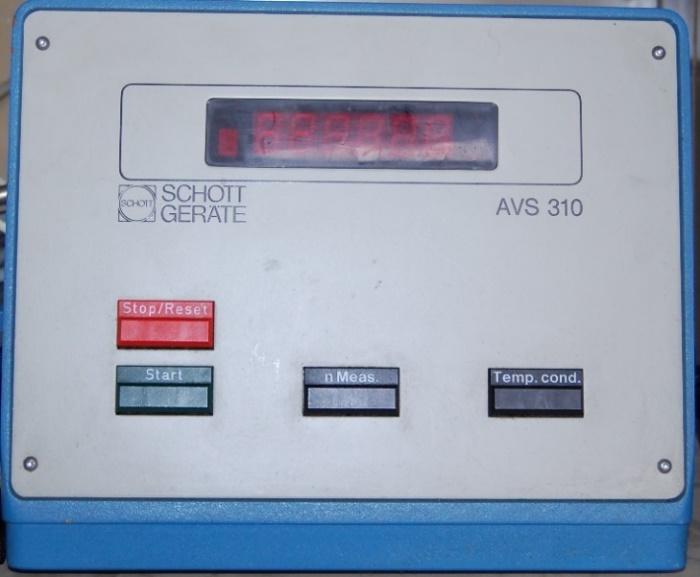 SCHOTT
SCHOTT
GERÄTE
AVS 310
Stop/Reset
Start
n Meas.
Temp. cond.